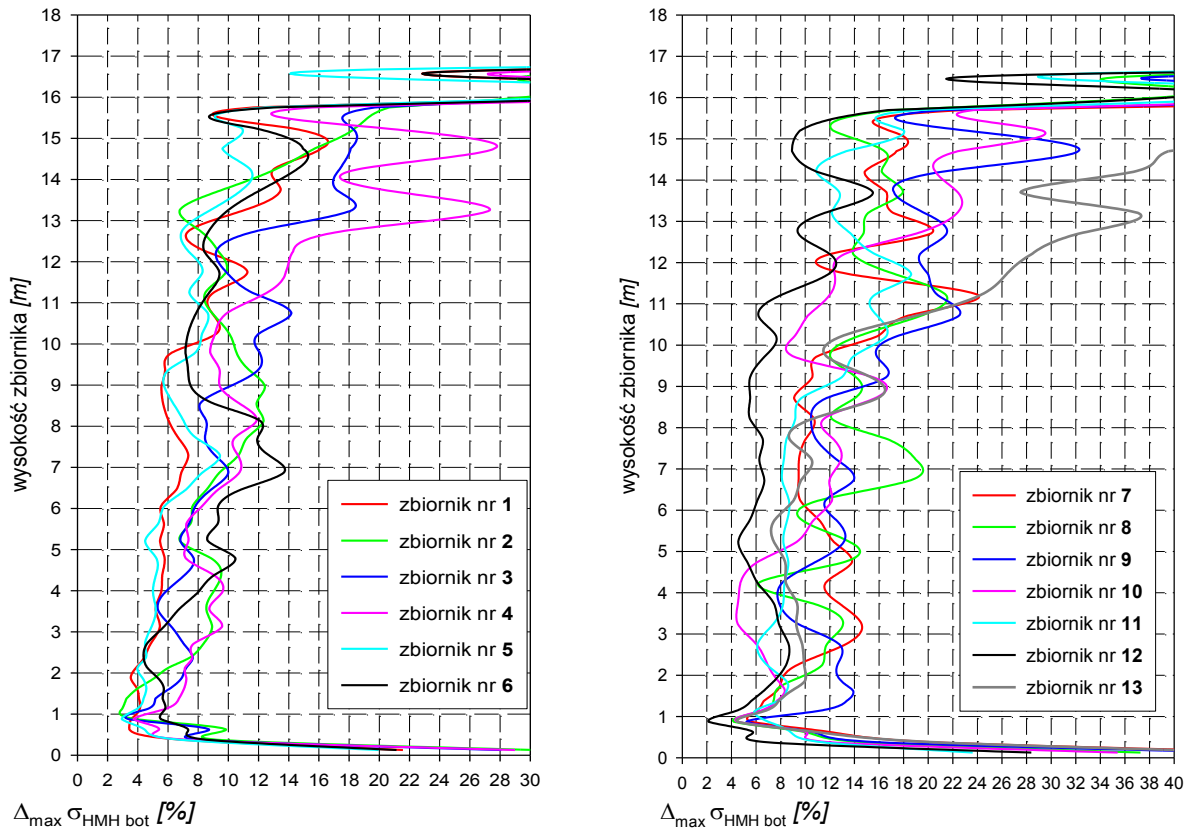 18
17
16
15
14
13
12
11
10
9
8
7
6
5
4
3
2
1
0
wysokość zbiornika [m]
zbiornik nr 1
zbiornik nr 2
zbiornik nr 3
zbiornik nr 4
zbiornik nr 5
zbiornik nr 6
0 2 4 6 8 10 12 14 16 18 20 22 24 26 28 30
Δmax σHMH bot [%]
18
17
16
15
14
13
12
11
10
9
8
7
6
5
4
3
2
1
0
wysokość zbiornika [m]
zbiornik nr 7
zbiornik nr 8
zbiornik nr 9
zbiornik nr 10
zbiornik nr 11
zbiornik nr 12
zbiornik nr 13
0 2 4 6 8 10 12 14 16 18 20 22 24 26 28 30 32 34 36 38 40
Δmax σHMH bot [%]